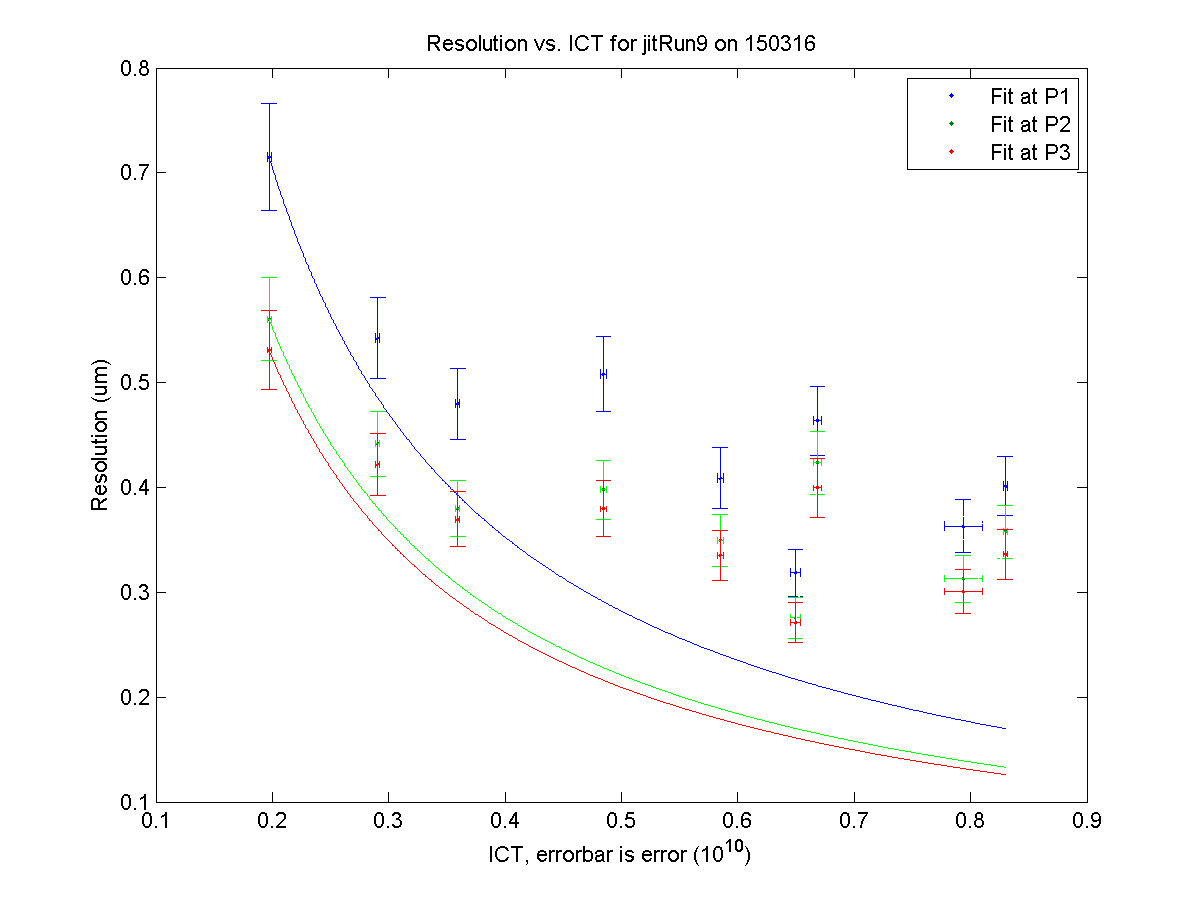 Resolution vs. ICT for jitRun9 on 150316
Fit at P1
Fit at P2
Fit at P3
Resolution (um)
0.8
0.7
0.6
0.5
0.4
0.3
0.2
0.1
0.1 0.2 0.3 0.4 0.5 0.6 0.7 0.8 0.9
ICT, errorbar is error (10^10)